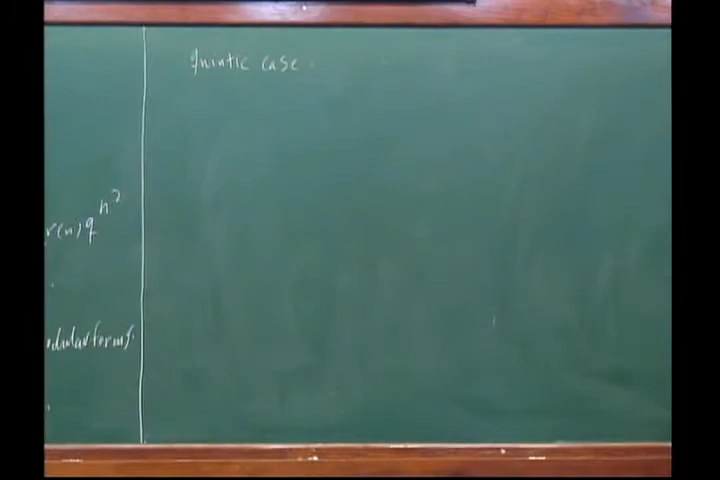 quintic case
r(n) q^{n^2}
odular forms.